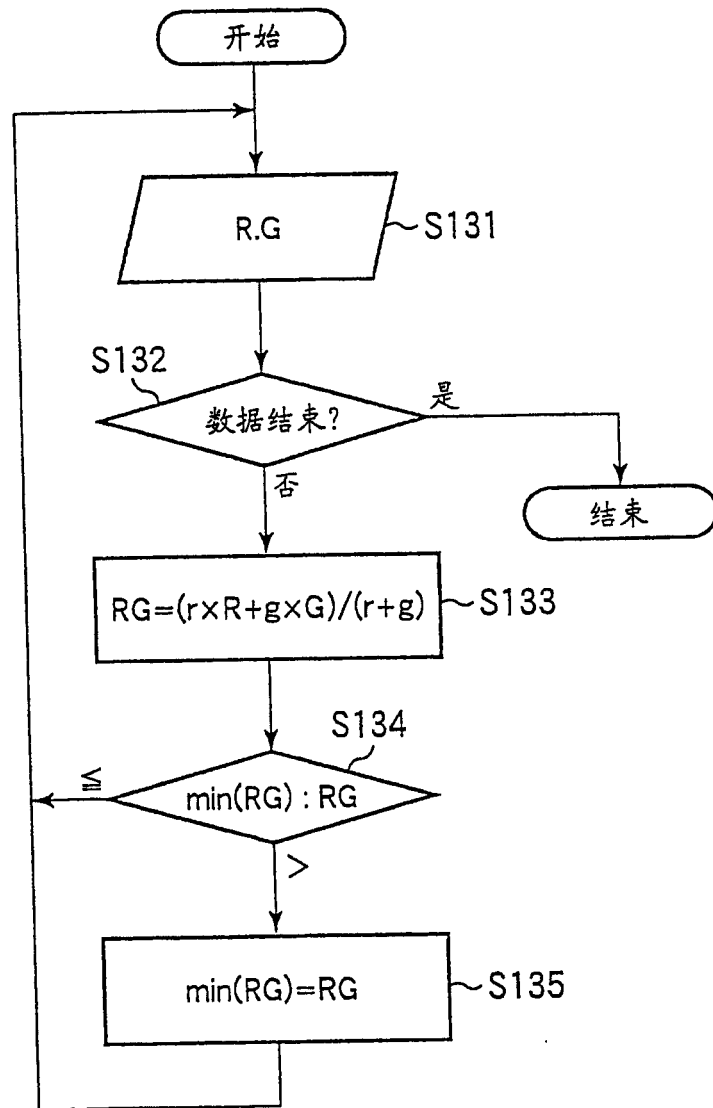 开始
R.G
S131
S132
数据结束?
是
否
结束
RG=(r×R+g×G)/(r+g)
S133
S134
≦
min(RG) : RG
>
min(RG)=RG
S135